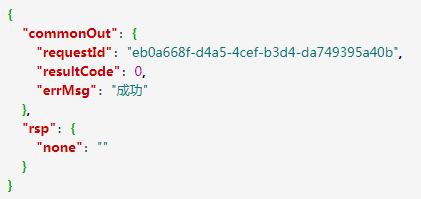 {
"commonOut": {
"requestId": "eb0a668f-d4a5-4cef-b3d4-da749395a40b",
"resultCode": 0,
"errMsg": "成功"
},
"rsp": {
"none": ""
}
}